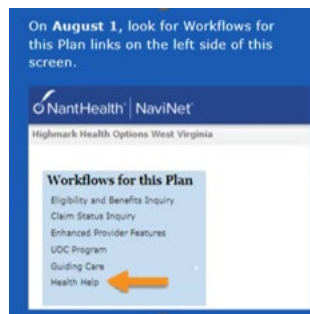 On August 1, look for Workflows for
this Plan links on the left side of this
screen.
NantHealth | NaviNet
Highmark Health Options West Virginia
Workflows for this Plan
Eligibility and Benefits Inquiry
Claim Status Inquiry
Enhanced Provider Features
UDC Program
Guiding Care
Health Help